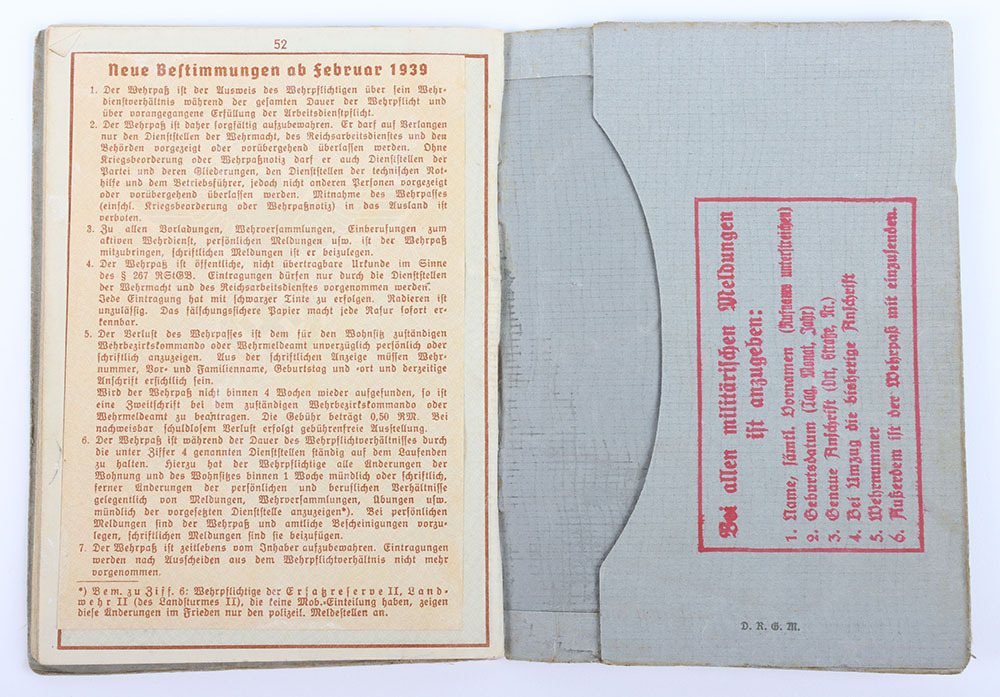 52
Neue Bestimmungen ab Februar 1939
1. Der Wehrpaß ist der Ausweis des Wehrpflichtigen über sein Wehr-
dienstverhältnis während der gesamten Dauer der Wehrpflicht und
über vorangegangene Erfüllung der Arbeitsdienstpflicht.
2. Der Wehrpaß ist daher sorgfältig aufzubewahren. Er darf auf Verlangen
nur den Dienststellen der Wehrmacht, des Reichsarbeitsdienstes und den
Behörden vorgezeigt oder vorübergehend überlassen werden. Ohne
Kriegsbeorderung oder Wehrpaßnotiz darf er auch Dienststellen der
Partei und deren Gliederungen, den Dienststellen der technischen Not-
hilfe und dem Betriebsführer, jedoch nicht anderen Personen vorgezeigt
oder vorübergehend überlassen werden. Mitnahme des Wehrpasses
(einschl. Kriegsbeorderung oder Wehrpaßnotiz) in das Ausland ist
verboten.
3. Zu allen Vorladungen, Wehrversammlungen, Einberufungen zum
aktiven Wehrdienst, persönlichen Meldungen usw. ist der Wehrpaß
mitzubringen, schriftlichen Meldungen ist er beizulegen.
4. Der Wehrpaß ist öffentliche, nicht übertragbare Urkunde im Sinne
des § 267 RStGB. Eintragungen dürfen nur durch die Dienststellen
der Wehrmacht und des Reichsarbeitsdienstes vorgenommen werden.
Jede Eintragung hat mit schwarzer Tinte zu erfolgen. Radieren ist
unzulässig. Das fälschungssichere Papier macht jede Rasur sofort er-
kennbar.
5. Der Verlust des Wehrpasses ist dem für den Wohnsitz zuständigen
Wehrbezirkskommando oder Wehrmeldeamt unverzüglich persönlich oder
schriftlich anzuzeigen. Aus der schriftlichen Anzeige müssen Wehr-
nummer, Vor- und Familienname, Geburtstag und -ort und derzeitige
Anschrift ersichtlich sein.
Wird der Wehrpaß nicht binnen 4 Wochen wieder aufgefunden, so ist
eine Zweitschrift bei dem zuständigen Wehrbezirkskommando oder
Wehrmeldeamt zu beantragen. Die Gebühr beträgt 0,50 RM. Bei
nachweisbar schuldlosem Verlust erfolgt gebührenfreie Ausstellung.
6. Der Wehrpaß ist während der Dauer des Wehrpflichtverhältnisses durch
die unter Ziffer 4 genannten Dienststellen ständig auf dem Laufenden
zu halten. Hierzu hat der Wehrpflichtige alle Änderungen der
Wohnung und des Wohnsitzes binnen 1 Woche mündlich oder schriftlich,
ferner Änderungen der persönlichen und beruflichen Verhältnisse
gelegentlich von Meldungen, Wehrversammlungen, Übungen usw.
mündlich der vorgesetzten Dienststelle anzuzeigen*). Bei persönlichen
Meldungen sind der Wehrpaß und amtliche Bescheinigungen vorzu-
legen, schriftlichen Meldungen sind sie beizufügen.
7. Der Wehrpaß ist zeitlebens vom Inhaber aufzubewahren. Eintragungen
werden nach Ausscheiden aus dem Wehrpflichtverhältnis nicht mehr
vorgenommen.
*) Bem. zu Ziff. 6: Wehrpflichtige der Ersatzreserve II, Land-
wehr II (des Landsturmes II), die keine Mob.-Einteilung haben, zeigen
diese Änderungen im Frieden nur den polizeil. Meldestellen an.
Bei allen militärischen Meldungen
ist anzugeben:
1. Name, sämtl. Vornamen (Rufnamen unterstreichen)
2. Geburtsdatum (Tag, Monat, Jahr)
3. Genaue Anschrift (Ort, Straße, Nr.)
4. Bei Umzug die bisherige Anschrift
5. Wehrnummer
6. Außerdem ist der Wehrpaß mit einzusenden.
D. R. G. M.